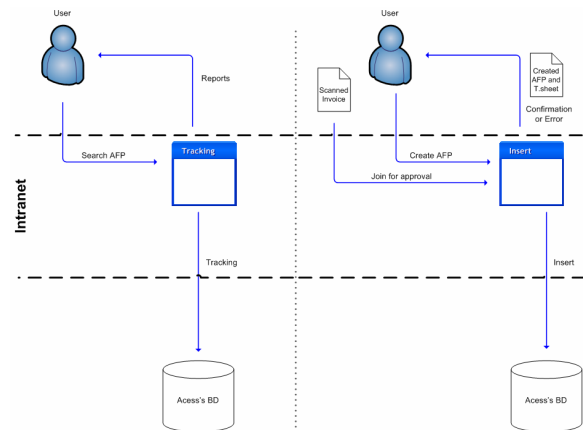 User
User
Reports
Scanned
Invoice
Created
AFP and
T.sheet
Confirmation
or Error
Search AFP
Tracking
Create AFP
Insert
Join for approval
Intranet
Tracking
Insert
Acess's BD
Acess's BD